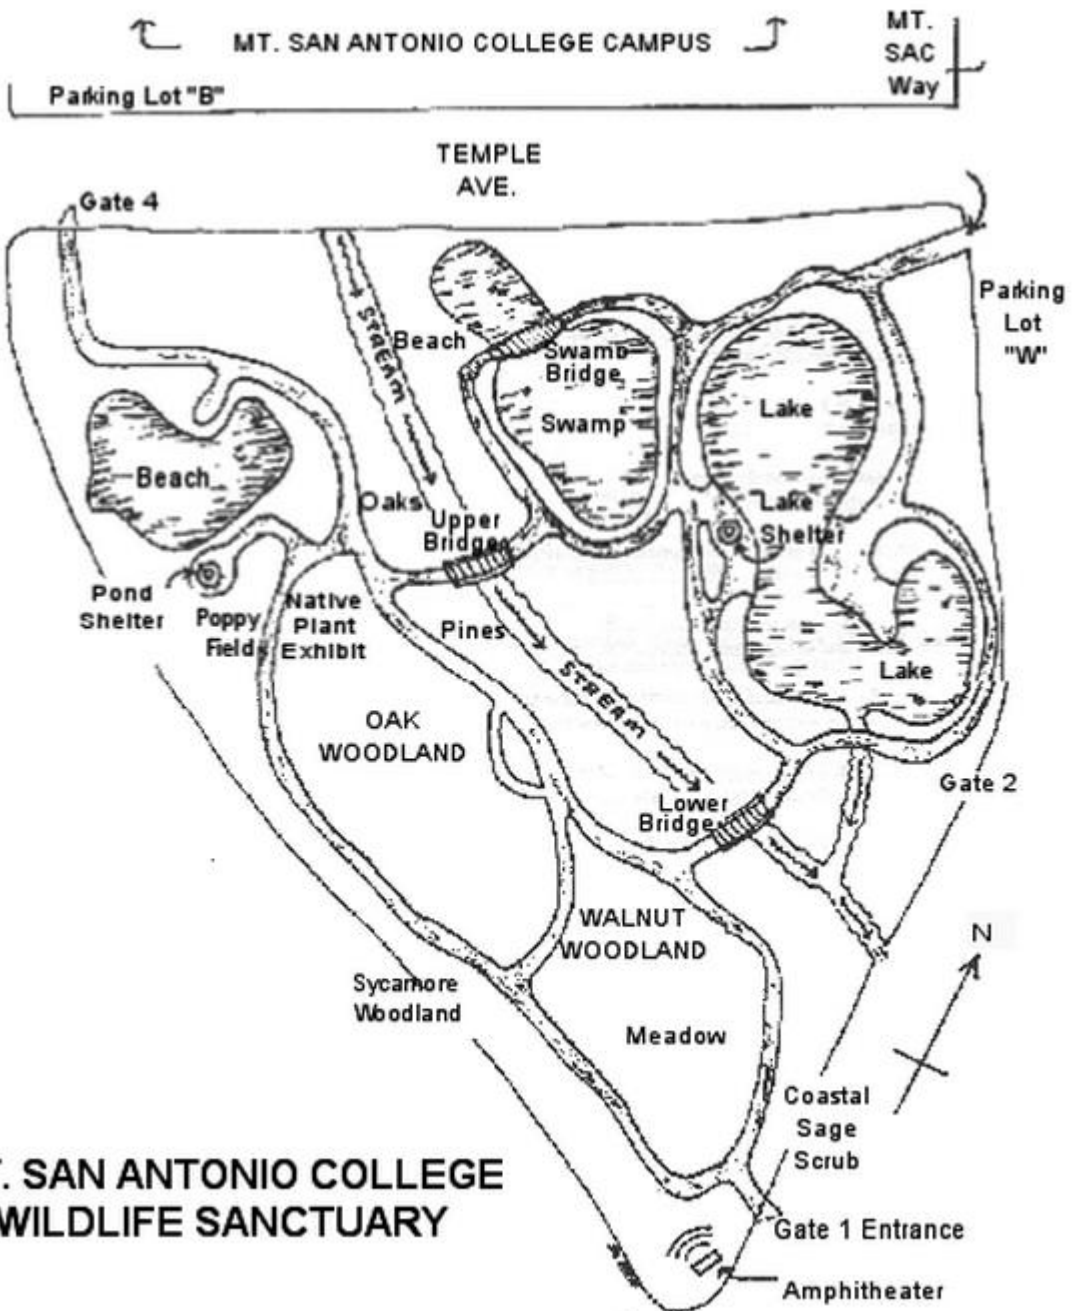 MT. SAN ANTONIO COLLEGE CAMPUS
MT.
SAC
Way
Parking Lot "B"
TEMPLE
AVE.
Gate 4
Parking
Lot
"W"
STREAM
Beach
Swamb
Bridge
Swamp
Lake
Beach
Oaks
Upper
Bridge
Lake
Shelter
Pond
Shelter
Poppy
Field
Native
Plant
Exhibit
Pines
STREAM
Lake
OAK
WOODLAND
Gate 2
Lower
Bridge
WALNUT
WOODLAND
N
Sycamore
Woodland
Meadow
Coastal
Sage
Scrub
T. SAN ANTONIO COLLEGE
WILDLIFE SANCTUARY
Gate 1 Entrance
Amphitheater